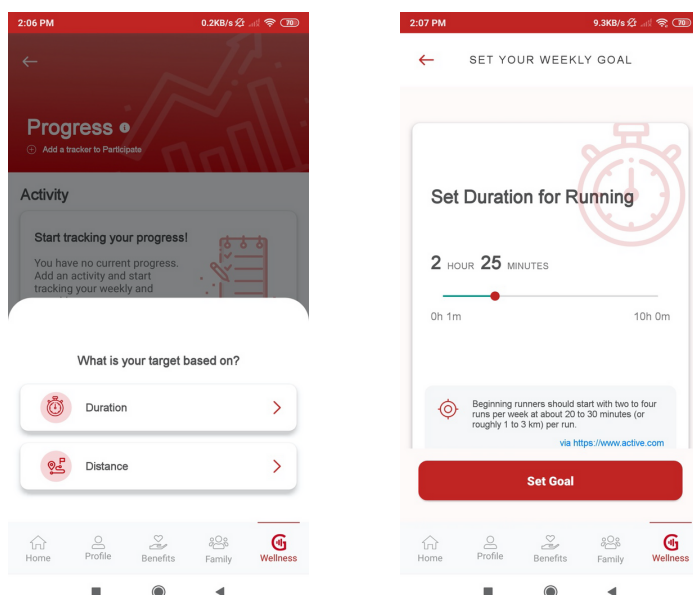 2:06 PM
0.2KB/s
70
Progress
Add a tracker to Participate
Activity
Start tracking your progress!
You have no current progress.
Add an activity and start
tracking your weekly and
What is your target based on?
Duration
Distance
Home
Profile
Benefits
Family
Wellness
2:07 PM
9.3KB/s
70
SET YOUR WEEKLY GOAL
Set Duration for Running
2 HOUR 25 MINUTES
0h 1m
10h 0m
Beginning runners should start with two to four
runs per week at about 20 to 30 minutes (or
roughly 1 to 3 km) per run.
via https://www.active.com
Set Goal
Home
Profile
Benefits
Family
Wellness